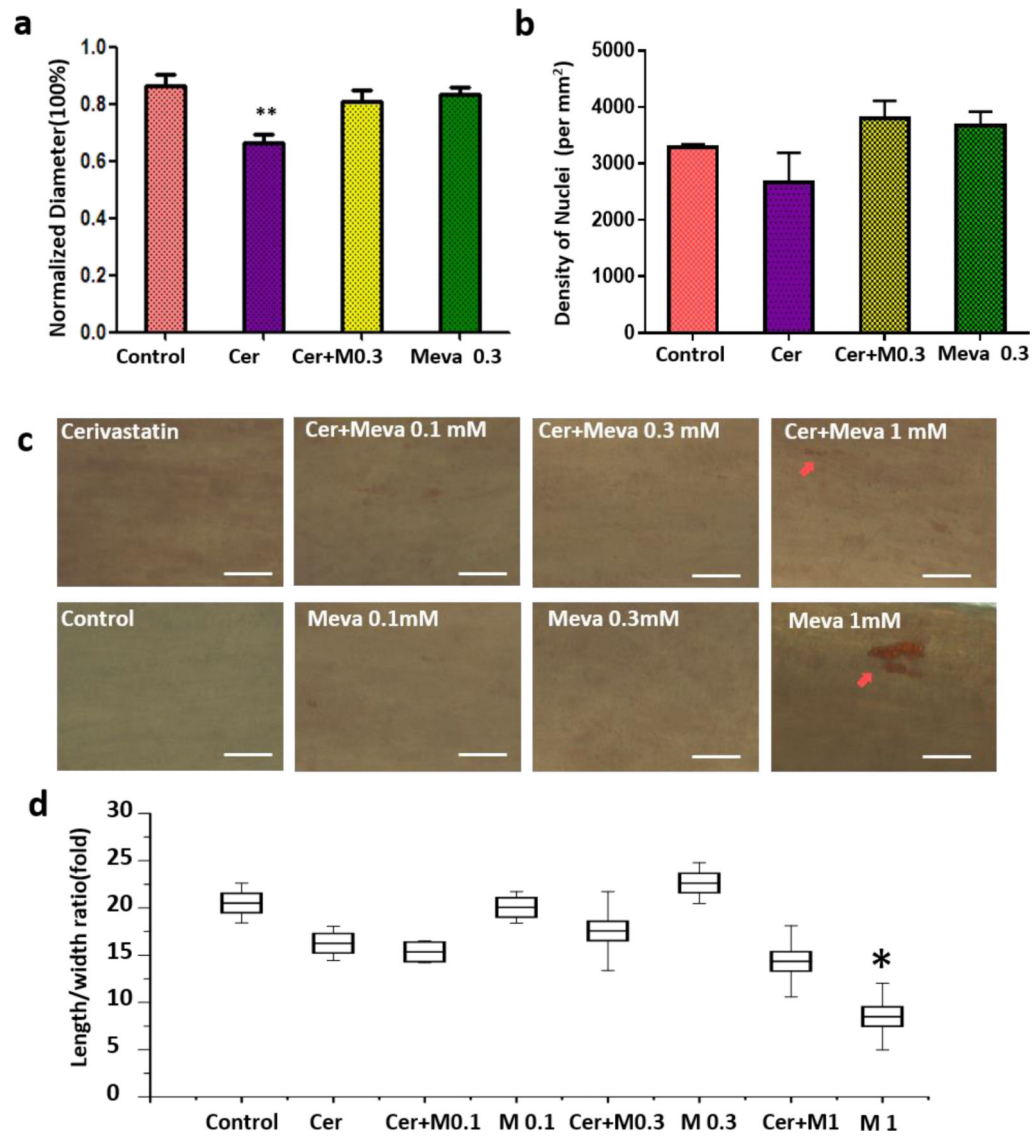 a
Normalized Diameter(100%)
1.0
0.8
0.6
0.4
0.2
0.0
**
Control Cer Cer+M0.3 Meva 0.3
b
Density of Nuclei (per mm²)
5000
4000
3000
2000
1000
0
Control Cer Cer+M0.3 Meva 0.3
c
Cerivastatin
Cer+Meva 0.1 mM
Cer+Meva 0.3 mM
Cer+Meva 1 mM
Control
Meva 0.1mM
Meva 0.3mM
Meva 1mM
d
Length/width ratio(fold)
30
25
20
15
10
5
0
*
Control Cer Cer+M0.1 M 0.1 Cer+M0.3 M 0.3 Cer+M1 M 1